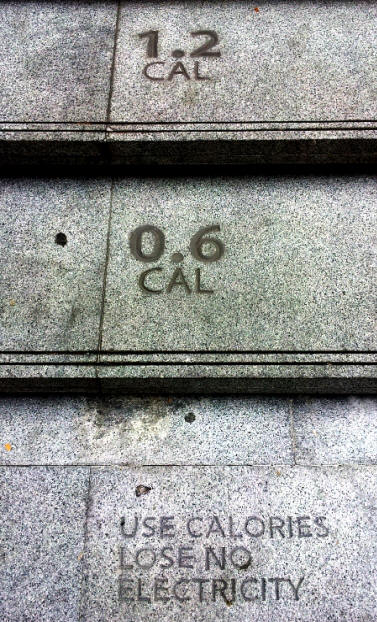 1.2
CAL
0.6
CAL
USE CALORIES
LOSE NO
ELECTRICITY